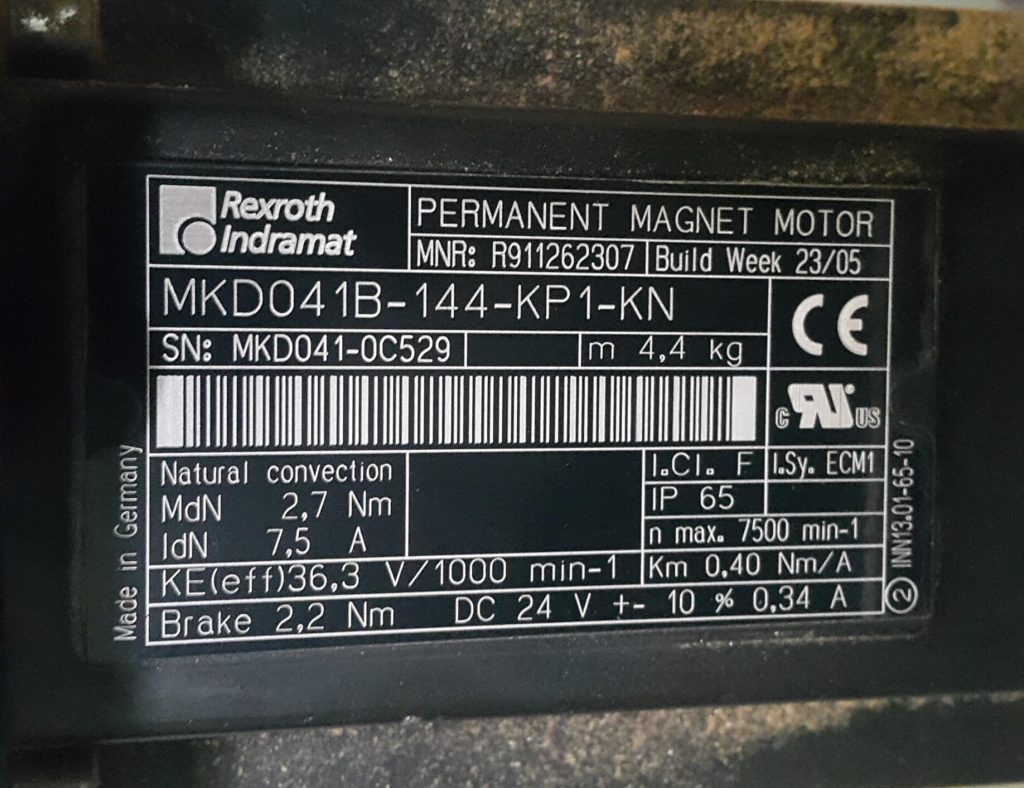 Rexroth
Indramat
PERMANENT MAGNET MOTOR
MNR: R911262307 Build Week 23/05
MKD041B-144-KP1-KN
CE
SN: MKD041-0C529 m 4,4 kg
c RU US
Natural convection
MdN 2,7 Nm
IdN 7,5 A
I.Cl. F I.Sy. ECM1
IP 65
n max. 7500 min-1
KE(eff)36,3 V/1000 min-1 Km 0,40 Nm/A
Brake 2,2 Nm DC 24 V +- 10 % 0,34 A
Made in Germany
2 INN13.01-65-10